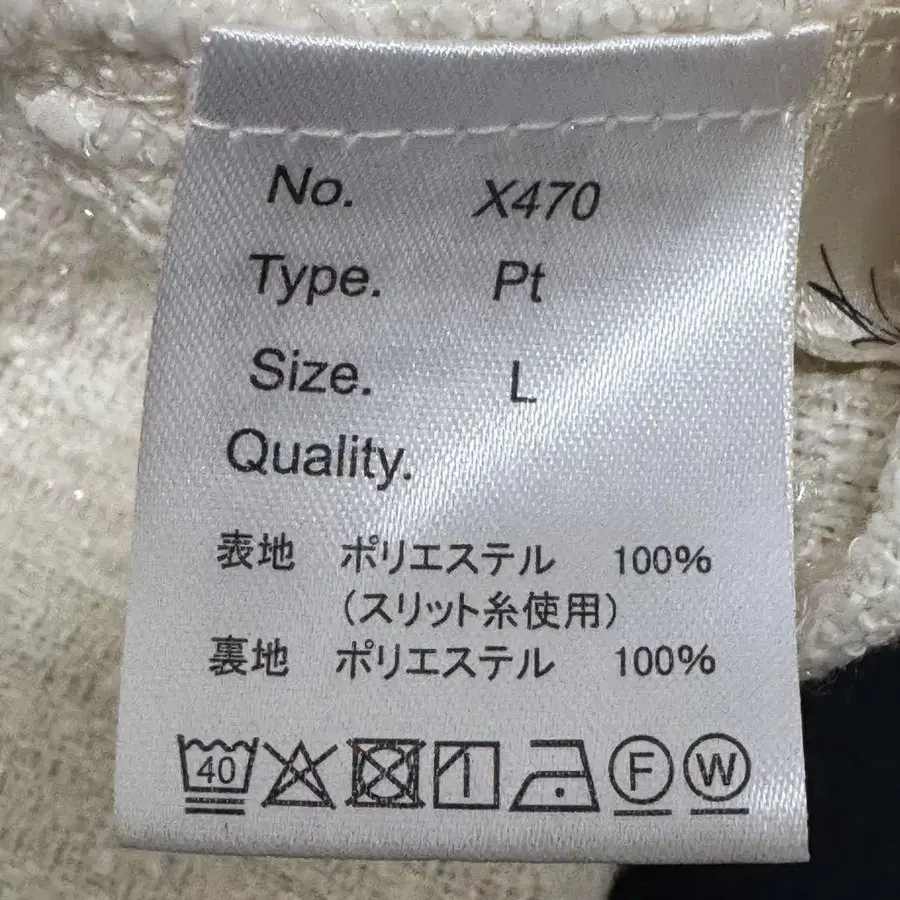 No. X470
Type. Pt
Size. L
Quality.
表地 ポリエステル 100%
(スリット糸使用)
裏地 ポリエステル 100%
40 F W